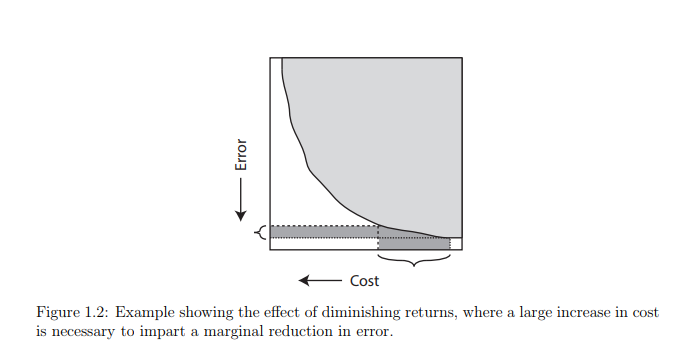 Error
Cost
Figure 1.2: Example showing the effect of diminishing returns, where a large increase in cost
is necessary to impart a marginal reduction in error.